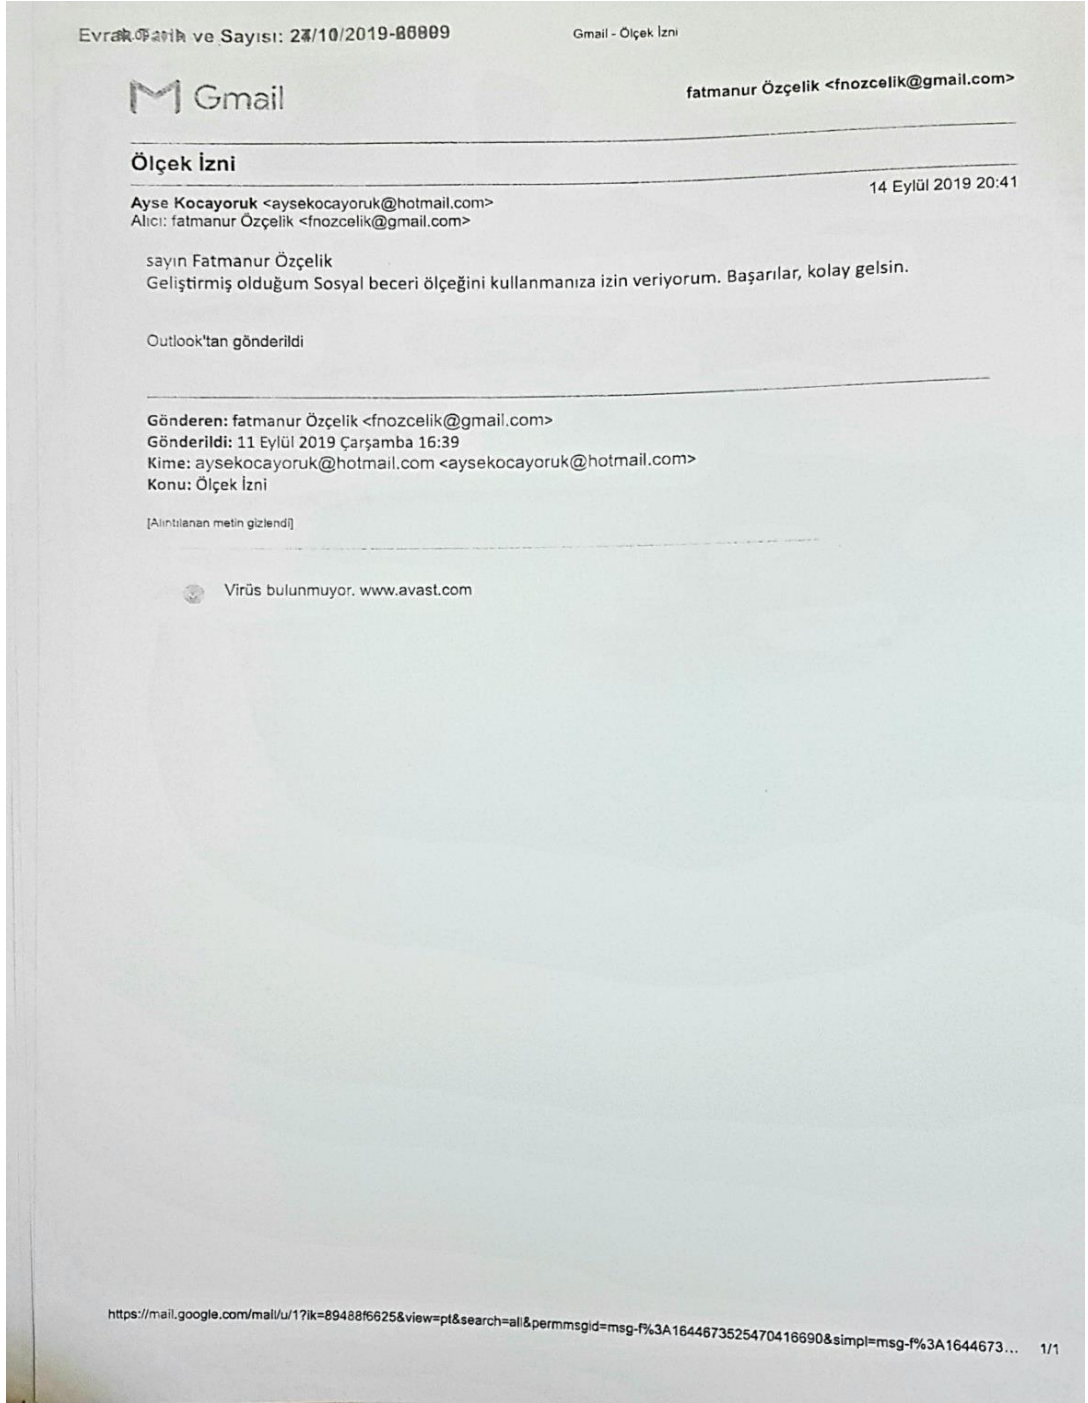 ve Sayısı:
Gmail - Ölçek İzni
Gmail
fatmanur Özçelik <fnozcelik@gmail.com>
Ölçek İzni
14 Eylül 2019 20:41
Ayse Kocayoruk <aysekocayoruk@hotmail.com>
Alıcı: fatmanur Özçelik <fnozcelik@gmail.com>
sayın Fatmanur Özçelik
Geliştirmiş olduğum Sosyal beceri ölçeğini kullanmanıza izin veriyorum. Başarılar, kolay gelsin.
Outlook'tan gönderildi
Gönderen: fatmanur Özçelik <fnozcelik@gmail.com>
Gönderildi: 11 Eylül 2019 Çarşamba 16:39
Kime: aysekocayoruk@hotmail.com <aysekocayoruk@hotmail.com>
Konu: Ölçek İzni
[Alıntılanan metin gizlendi]
Virüs bulunmuyor. www.avast.com
https://mail.google.com/mail/u/1?ik=89488f6625&view=pt&search=all&permmsgid=msg-f%3A1644673525470416690&simpl=msg-f%3A1644673... 1/1